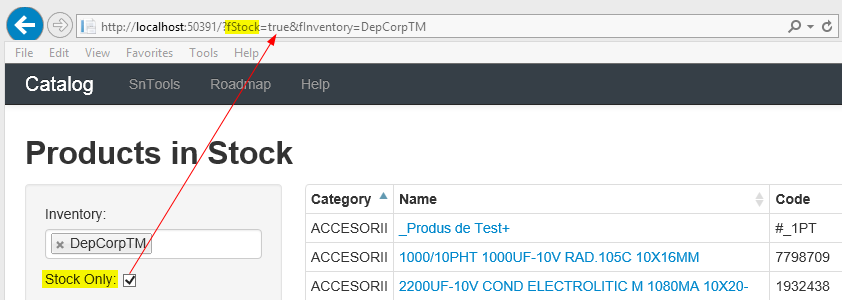 http://localhost:50391/?fStock=true&fInventory=DepCorpTM
File Edit View Favorites Tools Help
Catalog SnTools Roadmap Help
Products in Stock
Inventory:
× DepCorpTM
Stock Only:
Category Name Code
ACCESORII _Produs de Test+ #_1PT
ACCESORII 1000/10PHT 1000UF-10V RAD.105C 10X16MM 7798709
ACCESORII 2200UF-10V COND ELECTROLITIC M 1080MA 10X20- 1932438